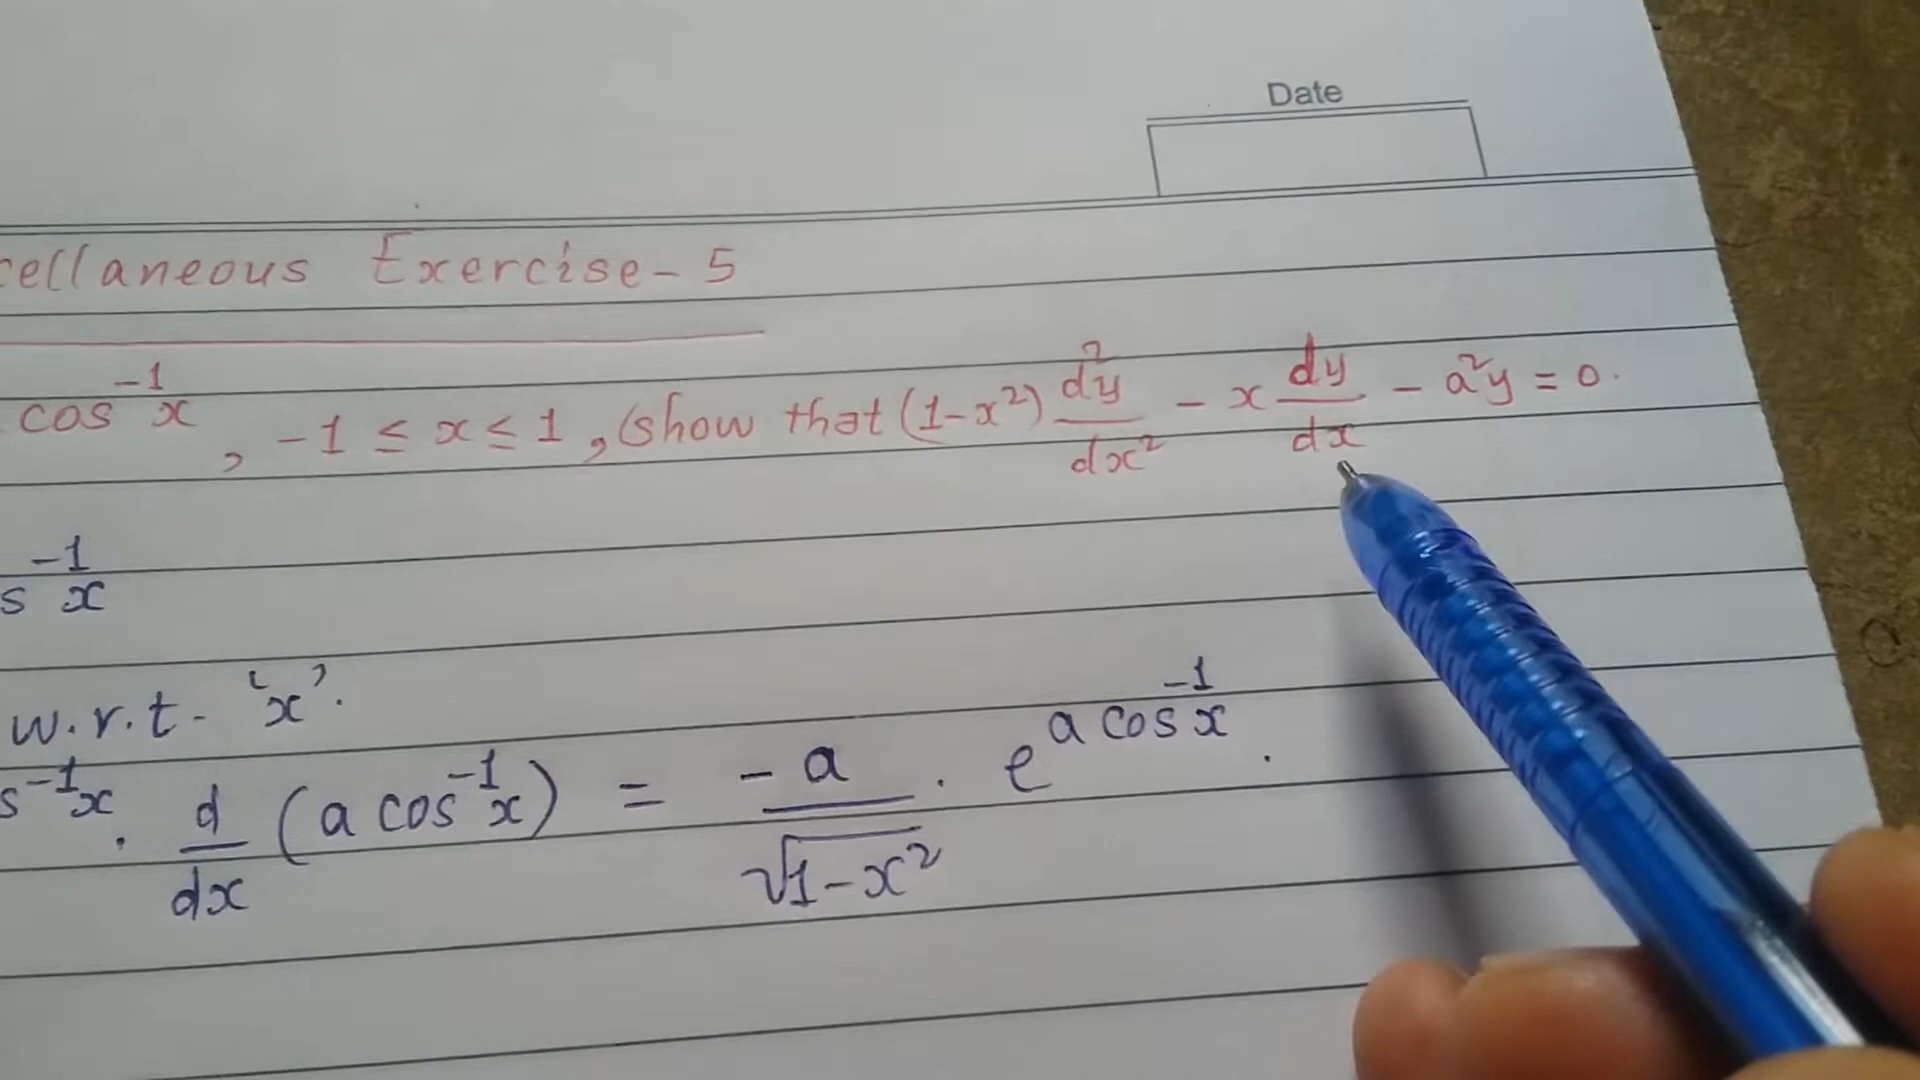 Date
cellaneous Exercise-5
cos⁻¹x, -1 ≤ x ≤ 1, show that (1-x²) d²y/dx² - x dy/dx - a²y = 0.
s⁻¹x
w.r.t. 'x'.
s⁻¹x . d/dx (a cos⁻¹x) = -a/√1-x² . e^(a cos⁻¹x).